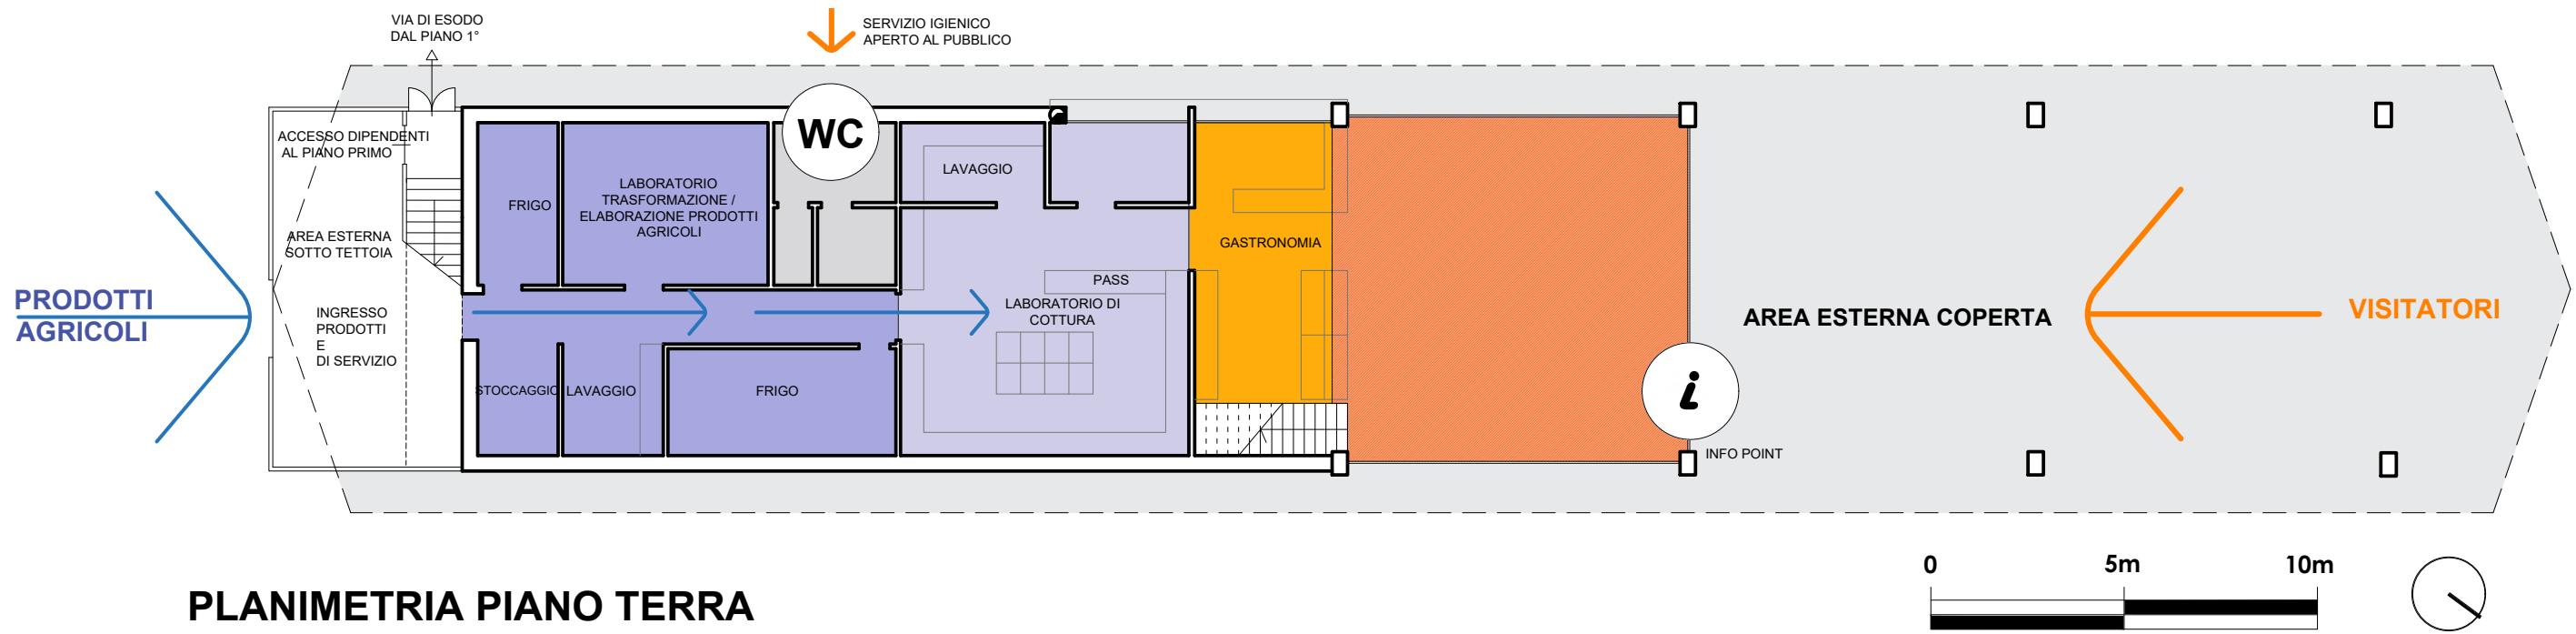 VIA DI ESODO
DAL PIANO 1°
SERVIZIO IGIENICO
APERTO AL PUBBLICO
WC
ACCESSO DIPENDENTI
AL PIANO PRIMO
AREA ESTERNA
SOTTO TETTOIA
INGRESSO
PRODOTTI
E
DI SERVIZIO
PRODOTTI
AGRICOLI
FRIGO
LABORATORIO
TRASFORMAZIONE /
ELABORAZIONE PRODOTTI
AGRICOLI
STOCCAGGIO
LAVAGGIO
FRIGO
LAVAGGIO
PASS
LABORATORIO DI
COTTURA
GASTRONOMIA
i
INFO POINT
AREA ESTERNA COPERTA
VISITATORI
PLANIMETRIA PIANO TERRA
0 5m 10m